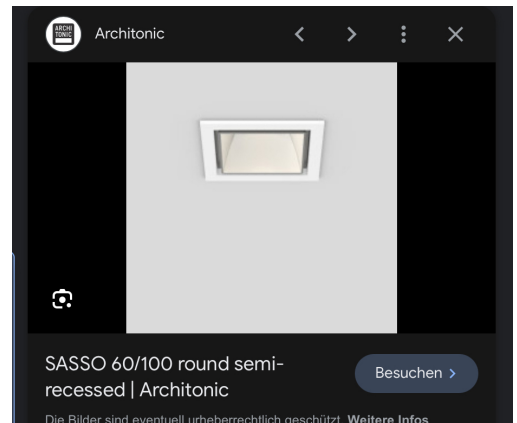 ARCHI
TONIC
Architonic
SASSO 60/100 round semi-
recessed | Architonic
Besuchen
Die Bilder sind eventuell urheberrechtlich geschützt. Weitere Infos